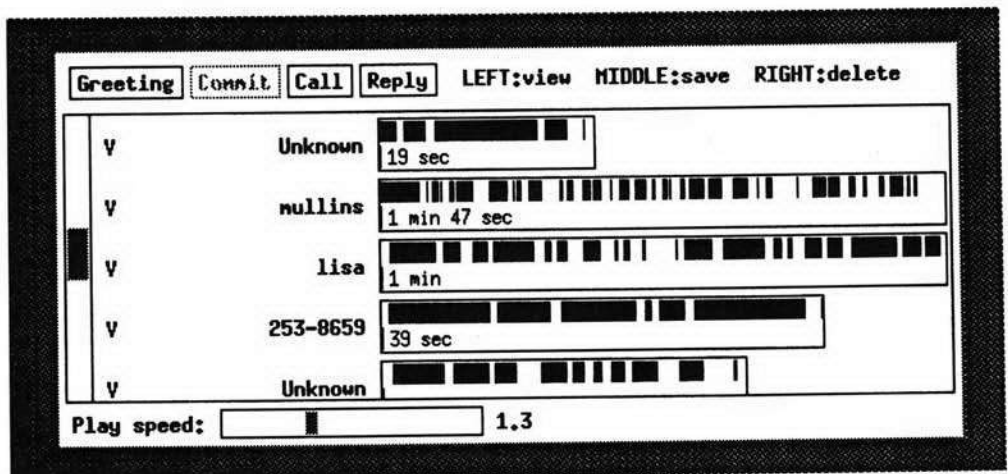 Greeting Commit Call Reply LEFT:view MIDDLE:save RIGHT:delete
V Unknown 19 sec
V mullins 1 min 47 sec
V lisa 1 min
V 253-8659 39 sec
V Unknown
Play speed: 1.3